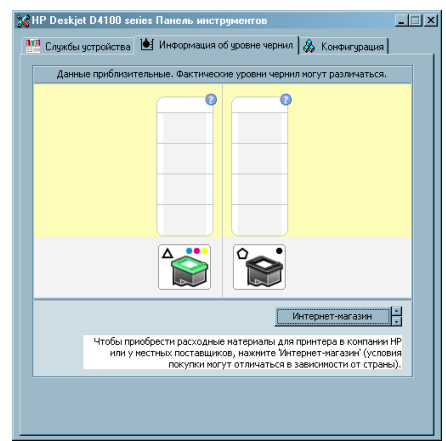 HP Deskjet D4100 series Панель инструментов
Службы устройства
Информация об уровне чернил
Конфигурация
Данные приблизительные. Фактические уровни чернил могут различаться.
?
?
Интернет-магазин
Чтобы приобрести расходные материалы для принтера в компании HP
или у местных поставщиков, нажмите 'Интернет-магазин' (условия
покупки могут отличаться в зависимости от страны).